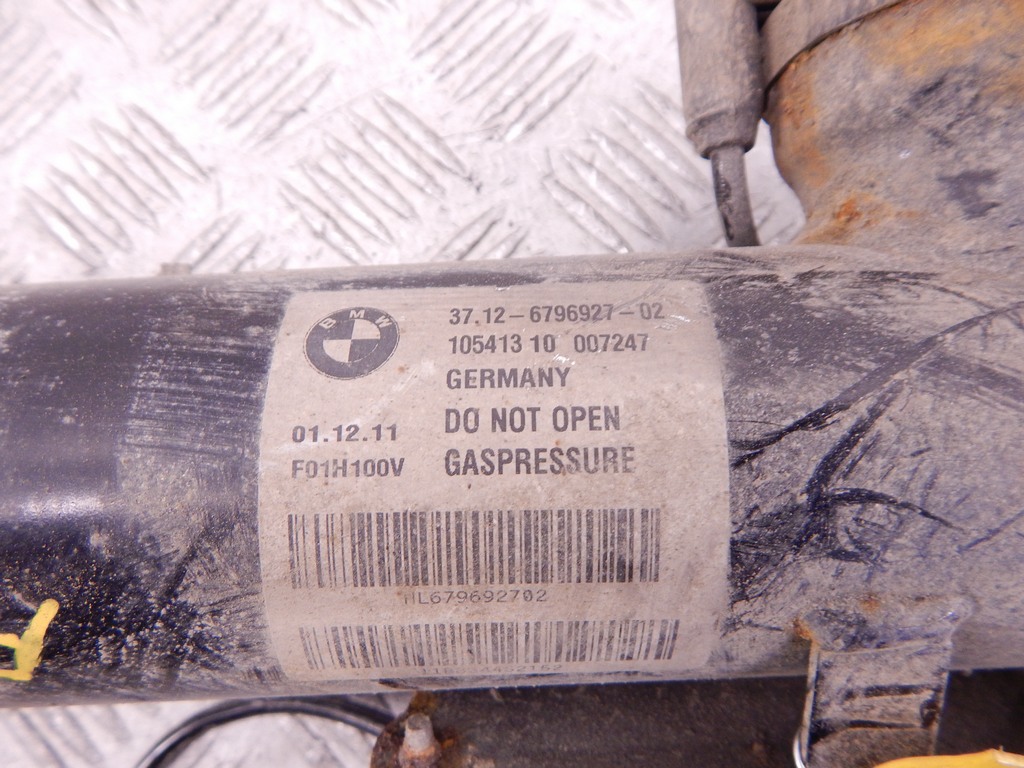 BMW
37.12-6796927-02
105413 10 007247
GERMANY
01.12.11 DO NOT OPEN
F01H100V GASPRESSURE
HL679692702